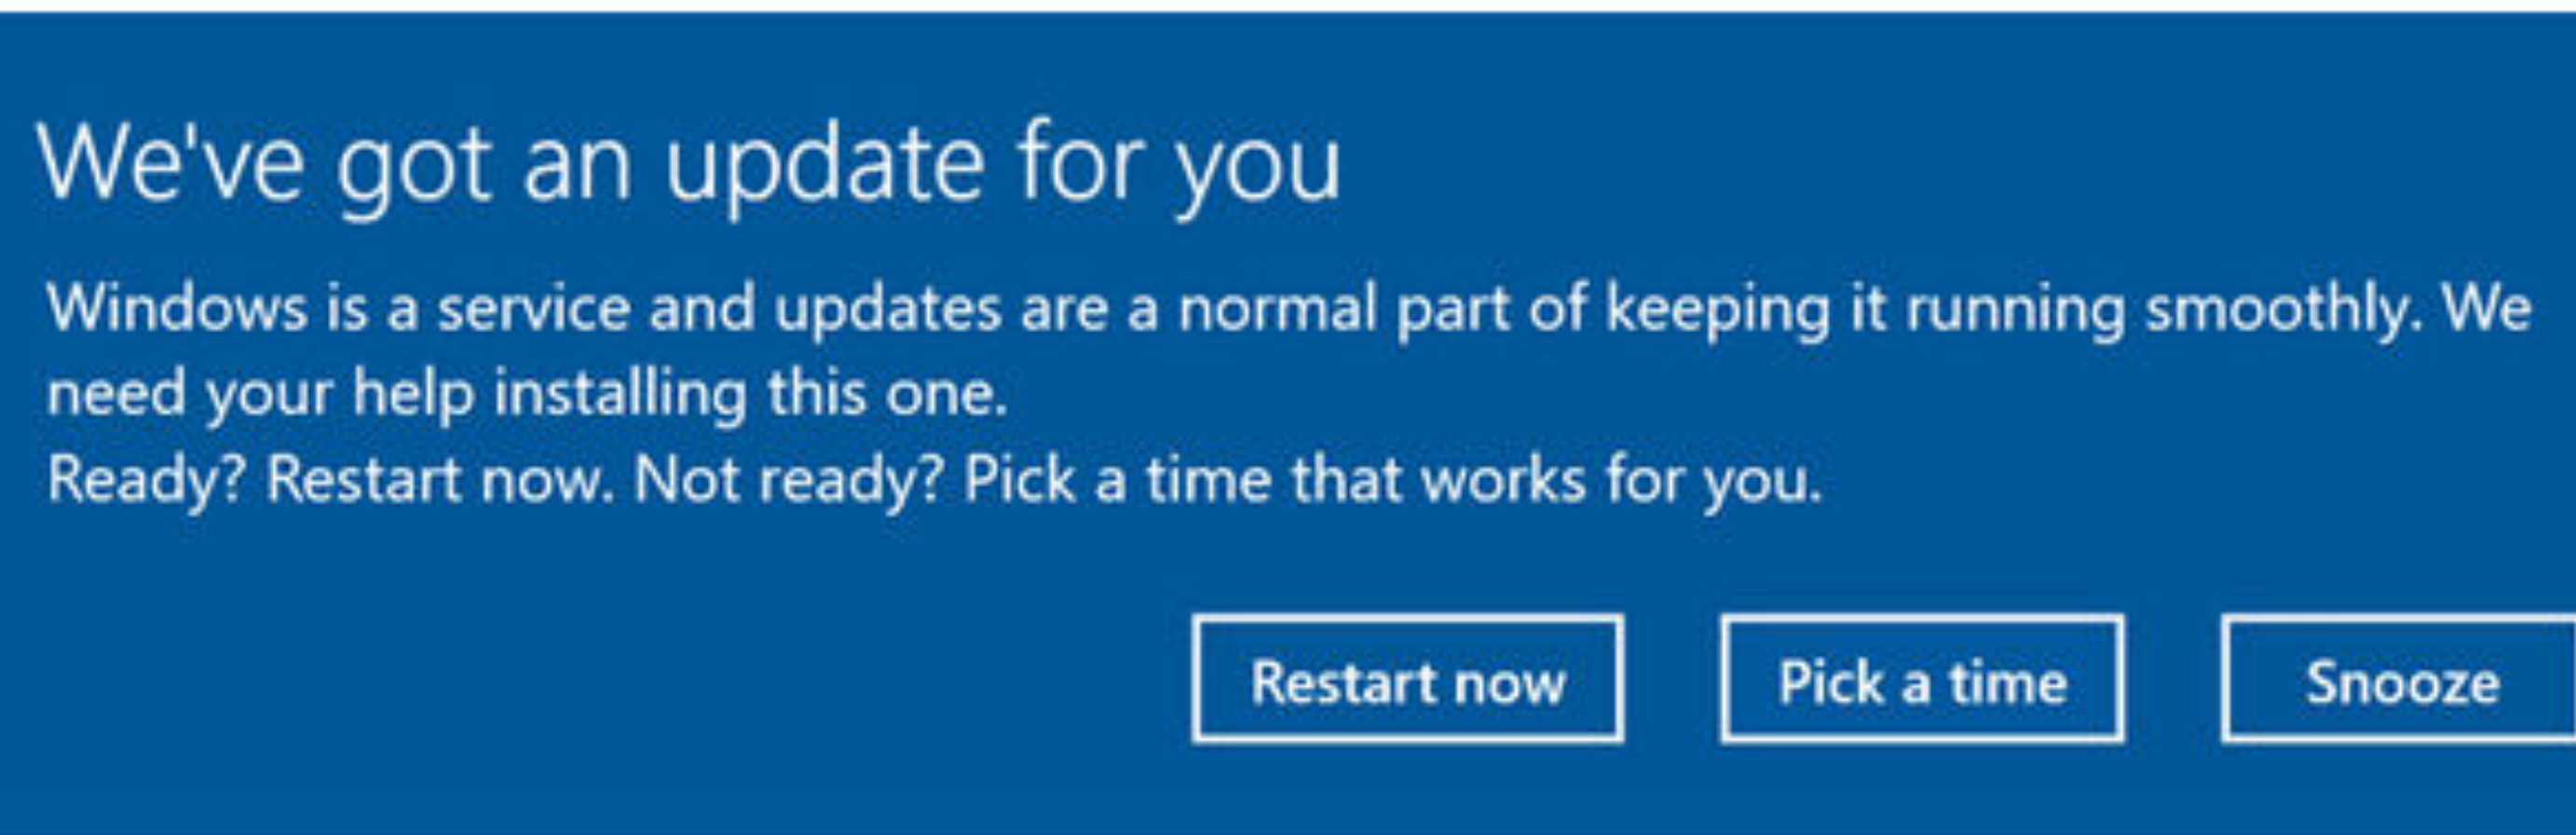 We've got an update for you
Windows is a service and updates are a normal part of keeping it running smoothly. We
need your help installing this one.
Ready? Restart now. Not ready? Pick a time that works for you.
Restart now
Pick a time
Snooze